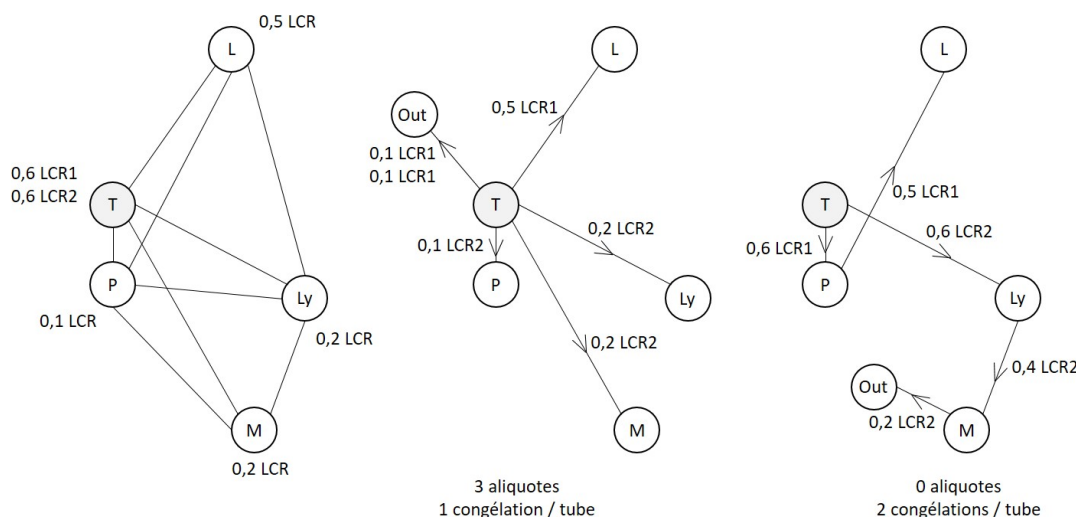 0,5 LCR
L
0,6 LCR1
0,6 LCR2
T
P
0,1 LCR
Ly
0,2 LCR
M
0,2 LCR
L
Out
0,5 LCR1
0,1 LCR1
0,1 LCR1
T
0,1 LCR2
0,2 LCR2
P
Ly
0,2 LCR2
M
3 aliquotes
1 congélation / tube
L
0,5 LCR1
T
0,6 LCR2
0,6 LCR1
P
Ly
0,4 LCR2
Out
0,2 LCR2
M
0 aliquotes
2 congélations / tube